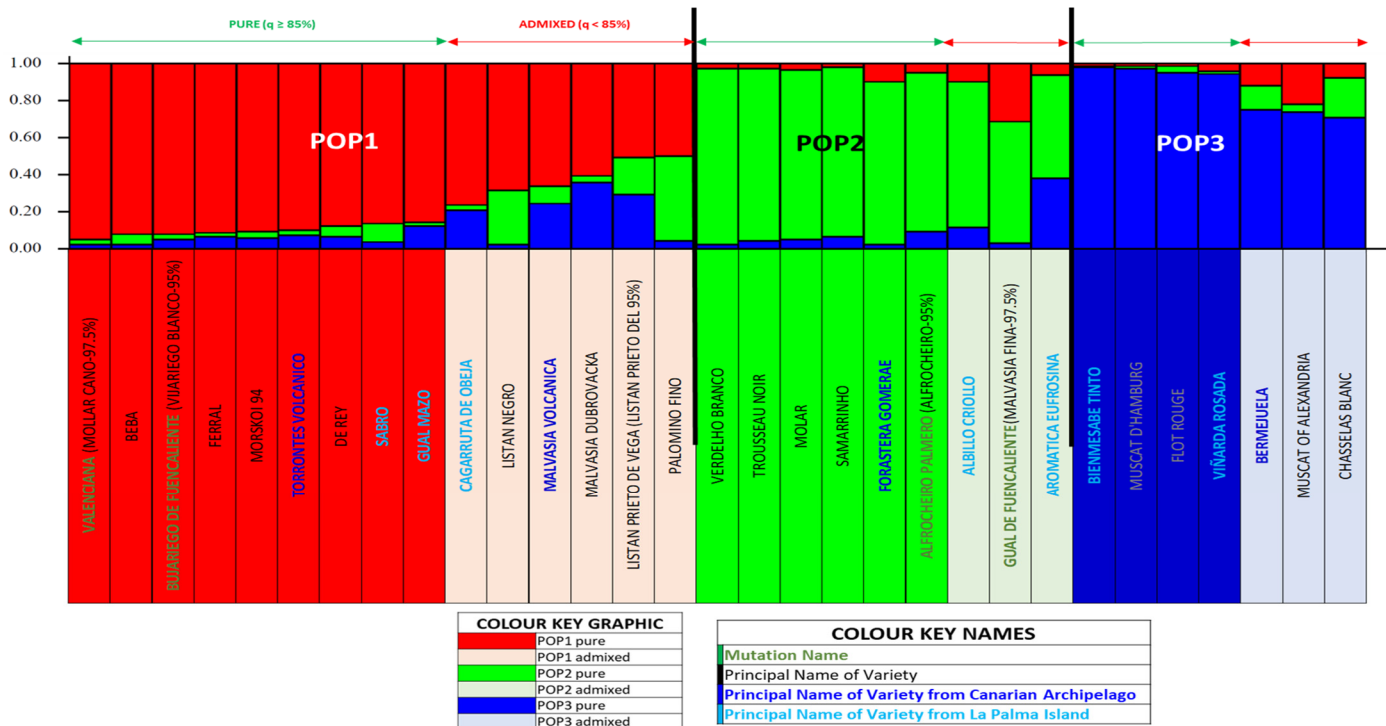 PURE (q ≥ 85%)
ADMIXED (q < 85%)
1.00
0.80
0.60
0.40
0.20
0.00
POP1
POP2
POP3
VALENCIANA (MOLLAR CANO-97.5%)
BEBA
BUJARIEGO DE FUENCALIENTE (VIJARIEGO BLANCO-95%)
FERRAL
MORSKOI 94
TORRONTES VOLCANICO
DE REY
SABRO
GUAL MAZO
CAGARRUTA DE OBEJA
LISTAN NEGRO
MALVASIA VOLCANICA
MALVASIA DUBROVACKA
LISTAN PRIETO DE VEGA (LISTAN PRIETO DEL 95%)
PALOMINO FINO
VERDELHO BRANCO
TROUSSEAU NOIR
MOLAR
SAMARRINHO
FORASTERA GOMERAE
ALFROCHEIRO PALMERO (ALFROCHEIRO-95%)
ALBILLO CRIOLLO
GUAL DE FUENCALIENTE(MALVASIA FINA-97.5%)
AROMATICA EUFROSINA
BIENMESABE TINTO
MUSCAT D'HAMBURG
FLOT ROUGE
VIÑARDA ROSADA
BERMEJUELA
MUSCAT OF ALEXANDRIA
CHASSELAS BLANC
COLOUR KEY GRAPHIC
POP1 pure
POP1 admixed
POP2 pure
POP2 admixed
POP3 pure
POP3 admixed
COLOUR KEY NAMES
Mutation Name
Principal Name of Variety
Principal Name of Variety from Canarian Archipelago
Principal Name of Variety from La Palma Island